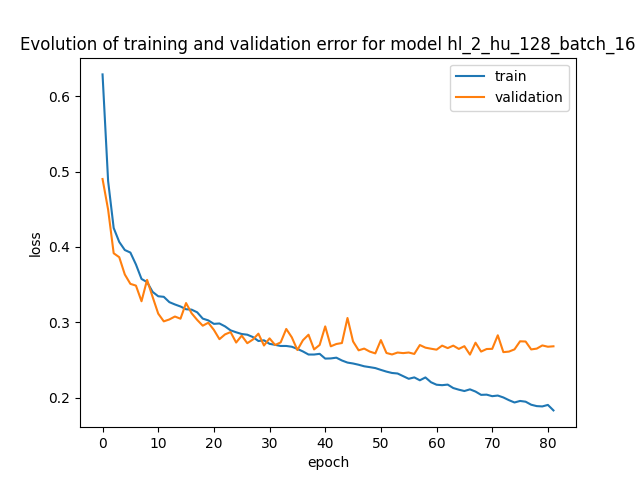 Evolution of training and validation error for model hl_2_hu_128_batch_16
train
validation
0.6
0.5
0.4
0.3
0.2
loss
0 10 20 30 40 50 60 70 80
epoch